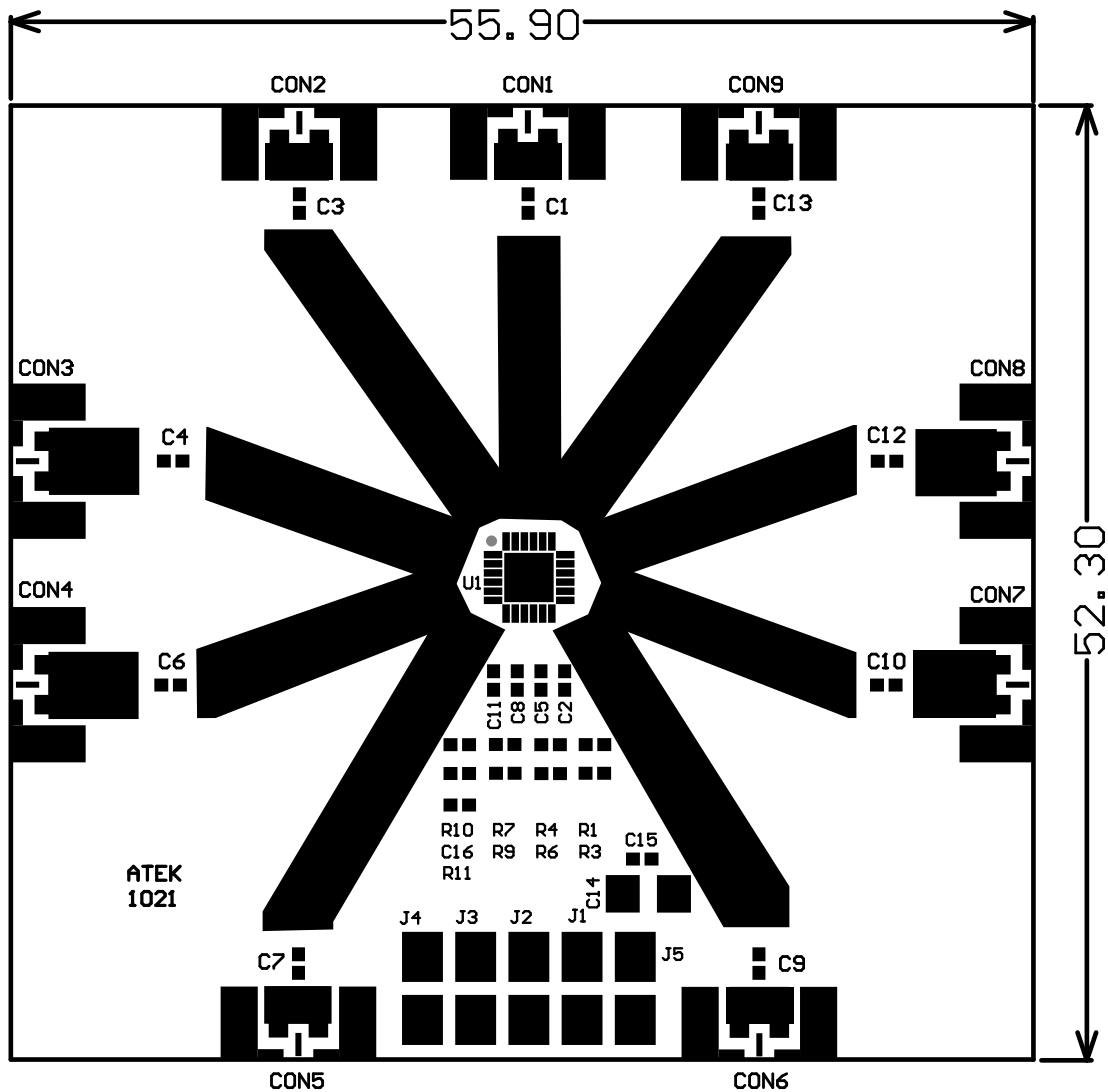 55.90
CON2 CON1 CON9
C3 C1 C13
CON3 CON8
C4 C12
52.30
U1
CON4 CON7
C6 C10
C11 C8 C5 C2
R10 R7 R4 R1
C16 R9 R6 R3
R11
C15
ATEK
1021
C14
J4 J3 J2 J1
J5
C7 C9
CON5 CON6